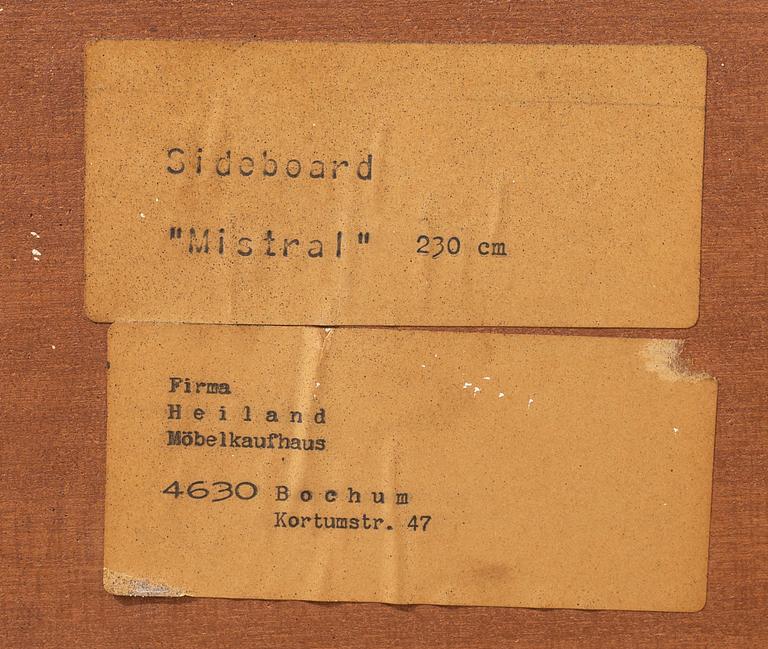 Sideboard
"Mistral" 230 cm
Firma
Heiland
Möbelkaufhaus
4630 Bochum
Kortumstr. 47